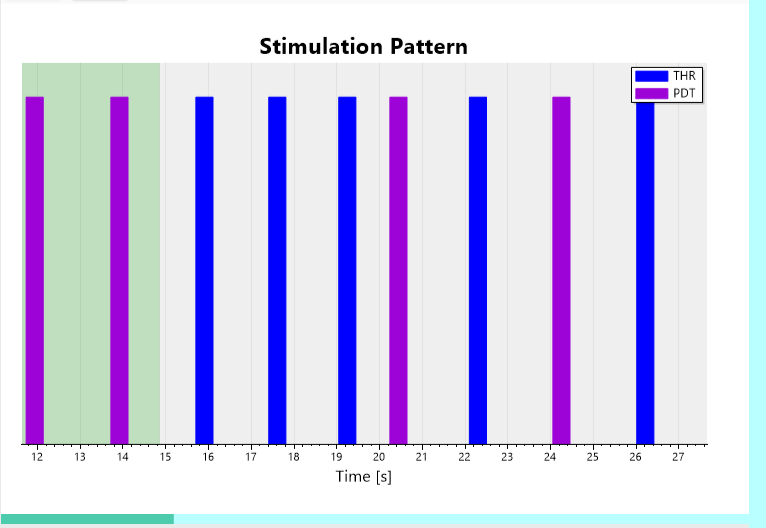 Stimulation Pattern
THR
PDT
12 13 14 15 16 17 18 19 20 21 22 23 24 25 26 27
Time [s]